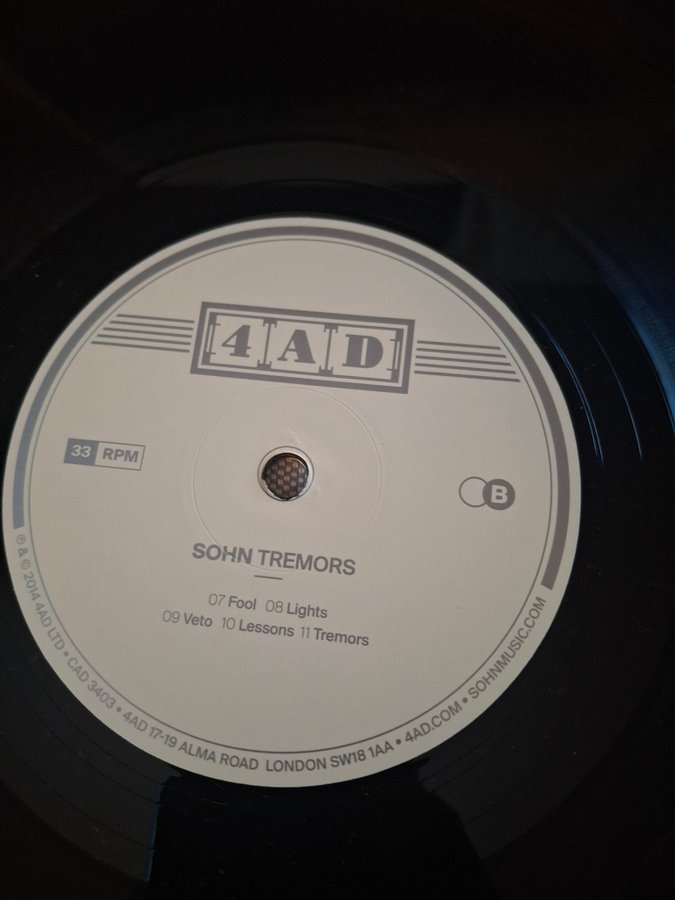 4AD
33 RPM
B
SOHN TREMORS
07 Fool 08 Lights
09 Veto 10 Lessons 11 Tremors
℗ & © 2014 4AD LTD • CAD 3403 • 4AD 17-19 ALMA ROAD LONDON SW18 1AA • 4AD.COM • SOHNMUSIC.COM